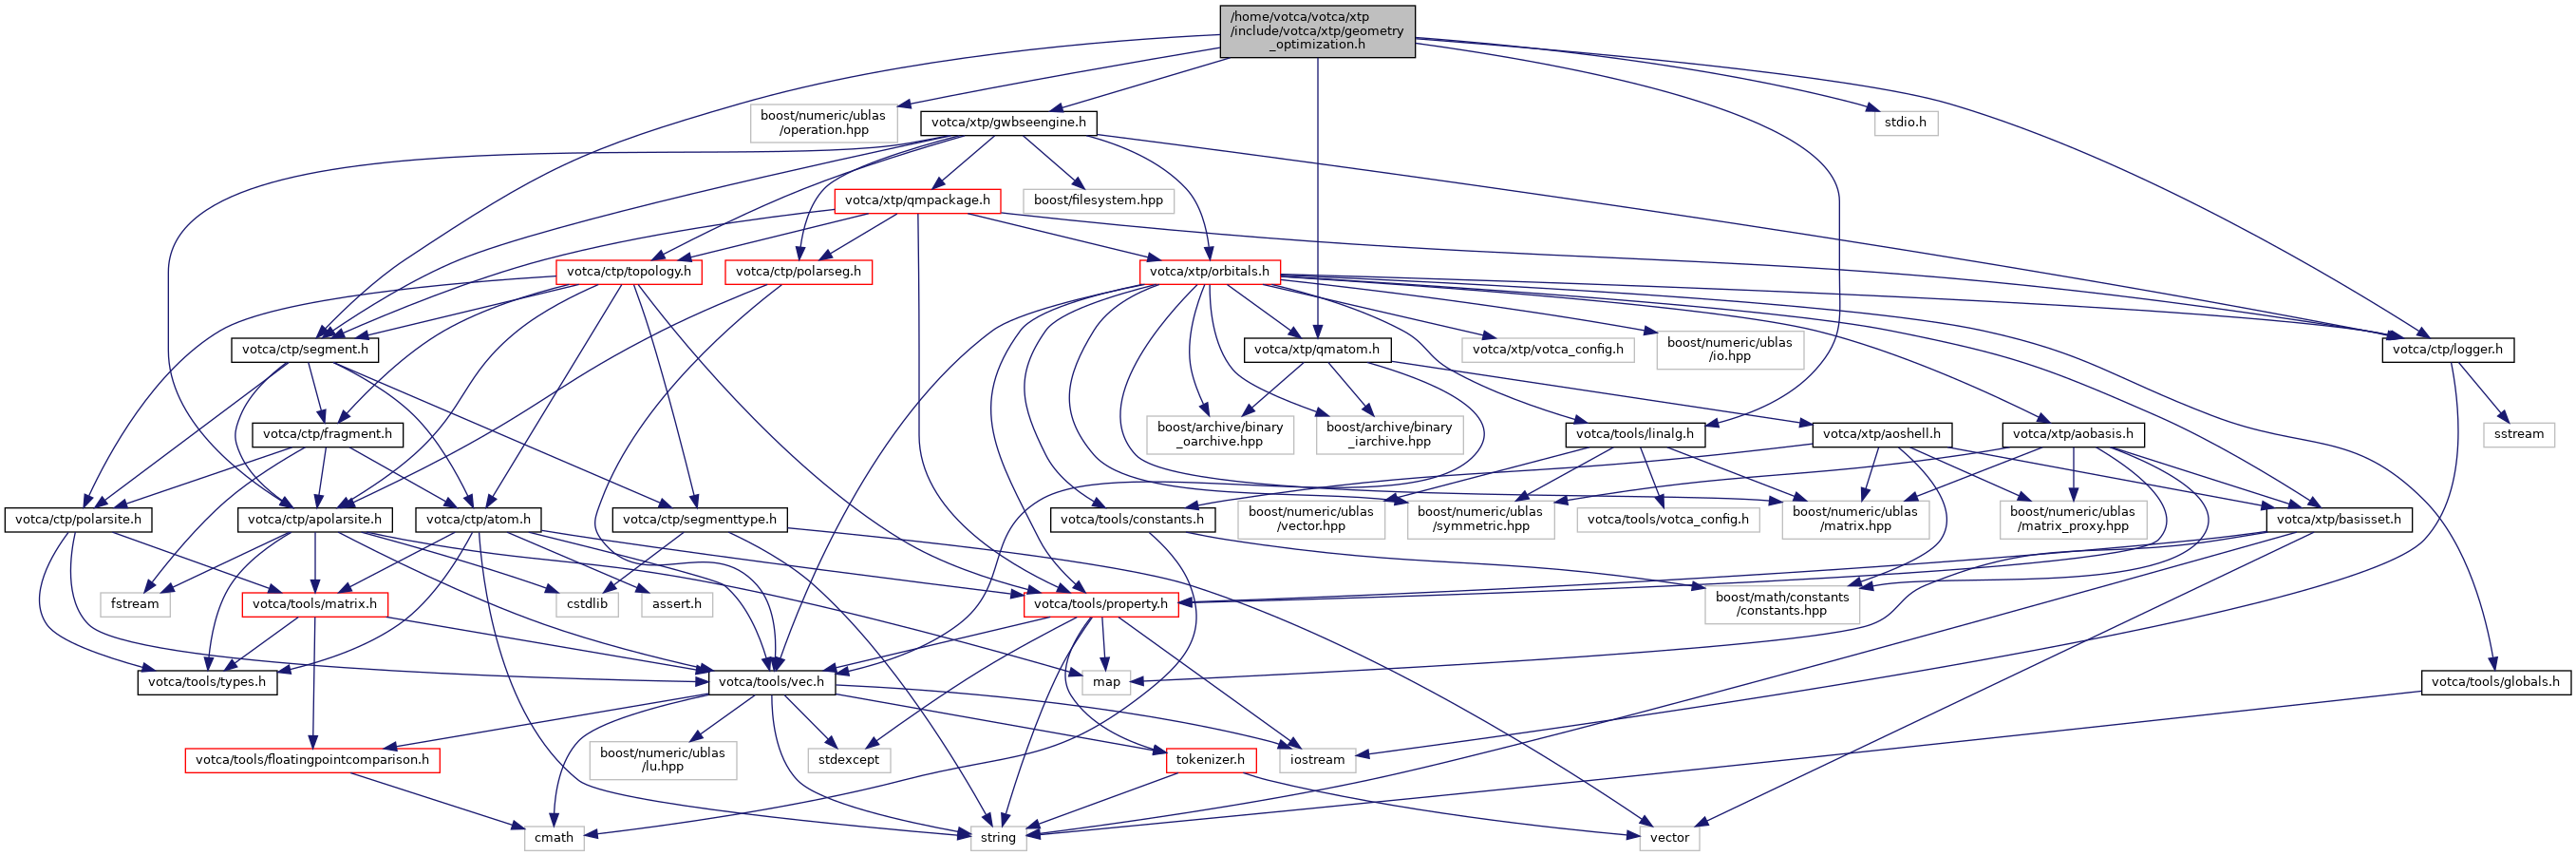 /home/votca/votca/xtp
/include/votca/xtp/geometry
_optimization.h
boost/numeric/ublas
/operation.hpp
votca/xtp/gwbseengine.h
stdio.h
votca/xtp/qmpackage.h
boost/filesystem.hpp
votca/ctp/topology.h
votca/ctp/polarseg.h
votca/xtp/orbitals.h
votca/ctp/segment.h
votca/xtp/qmatom.h
votca/xtp/votca_config.h
boost/numeric/ublas
/io.hpp
votca/ctp/logger.h
votca/ctp/fragment.h
boost/archive/binary
_oarchive.hpp
boost/archive/binary
_iarchive.hpp
votca/tools/linalg.h
votca/xtp/aoshell.h
votca/xtp/aobasis.h
sstream
votca/ctp/polarsite.h
votca/ctp/apolarsite.h
votca/ctp/atom.h
votca/ctp/segmenttype.h
votca/tools/constants.h
boost/numeric/ublas
/vector.hpp
boost/numeric/ublas
/symmetric.hpp
votca/tools/votca_config.h
boost/numeric/ublas
/matrix.hpp
boost/numeric/ublas
/matrix_proxy.hpp
votca/xtp/basisset.h
fstream
votca/tools/matrix.h
cstdlib
assert.h
votca/tools/property.h
boost/math/constants
/constants.hpp
votca/tools/types.h
votca/tools/vec.h
map
votca/tools/globals.h
votca/tools/floatingpointcomparison.h
boost/numeric/ublas
/lu.hpp
stdexcept
tokenizer.h
iostream
cmath
string
vector